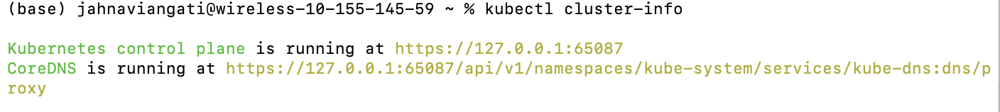 (base) jahnaviangati@wireless-10-155-145-59 ~ % kubectl cluster-info
Kubernetes control plane is running at https://127.0.0.1:65087
CoreDNS is running at https://127.0.0.1:65087/api/v1/namespaces/kube-system/services/kube-dns:dns/p
roxy